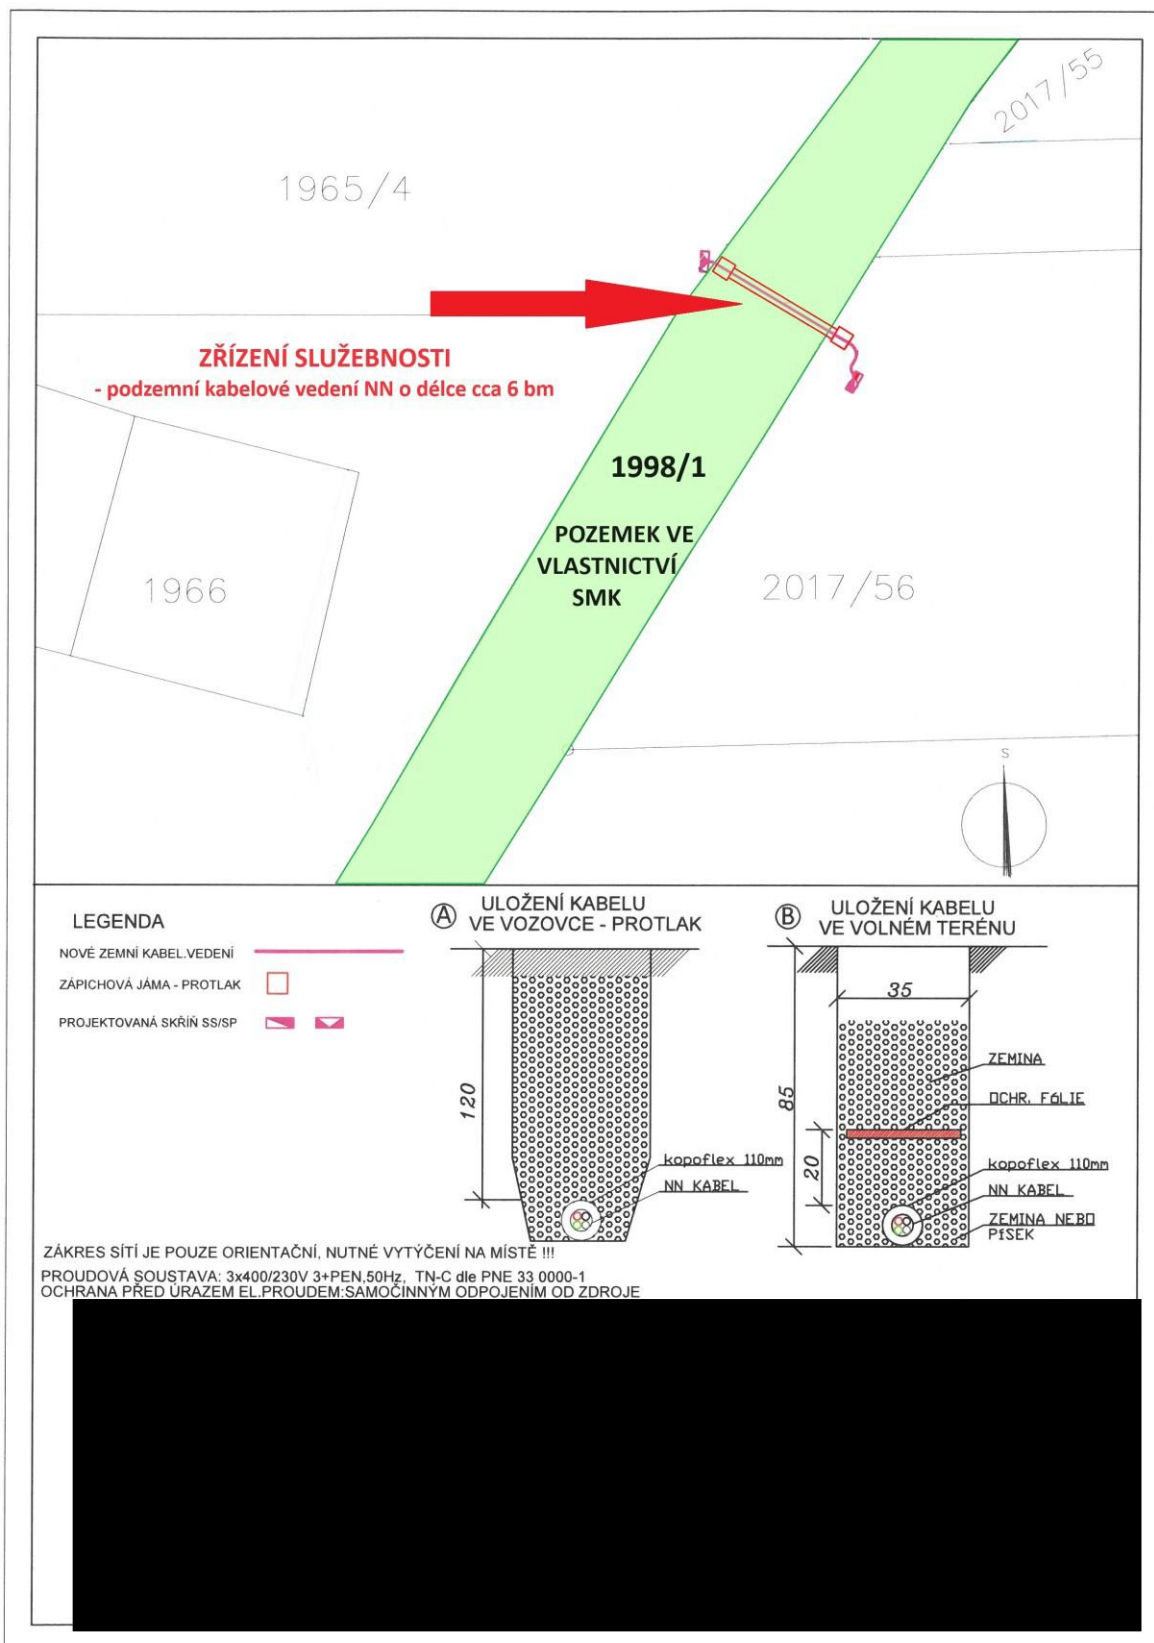 2017/55
1965/4
ZŘÍZENÍ SLUŽEBNOSTI
- podzemní kabelové vedení NN o délce cca 6 bm
1998/1
POZEMEK VE
VLASTNICTVÍ
SMK
1966
2017/56
S
LEGENDA
NOVÉ ZEMNÍ KABEL.VEDENÍ
ZÁPICHOVÁ JÁMA - PROTLAK
PROJEKTOVANÁ SKŘÍŇ SS/SP
A
ULOŽENÍ KABELU
VE VOZOVCE - PROTLAK
120
kopoflex 110mm
NN KABEL
B
ULOŽENÍ KABELU
VE VOLNÉM TERÉNU
35
85
20
ZEMINA
OCHR. FóLIE
kopoflex 110mm
NN KABEL
ZEMINA NEBO
PíSEK
ZÁKRES SÍTÍ JE POUZE ORIENTAČNÍ, NUTNÉ VYTÝČENÍ NA MÍSTĚ !!!
PROUDOVÁ SOUSTAVA: 3x400/230V 3+PEN,50Hz, TN-C dle PNE 33 0000-1
OCHRANA PŘED ÚRAZEM EL.PROUDEM:SAMOČINNÝM ODPOJENÍM OD ZDROJE